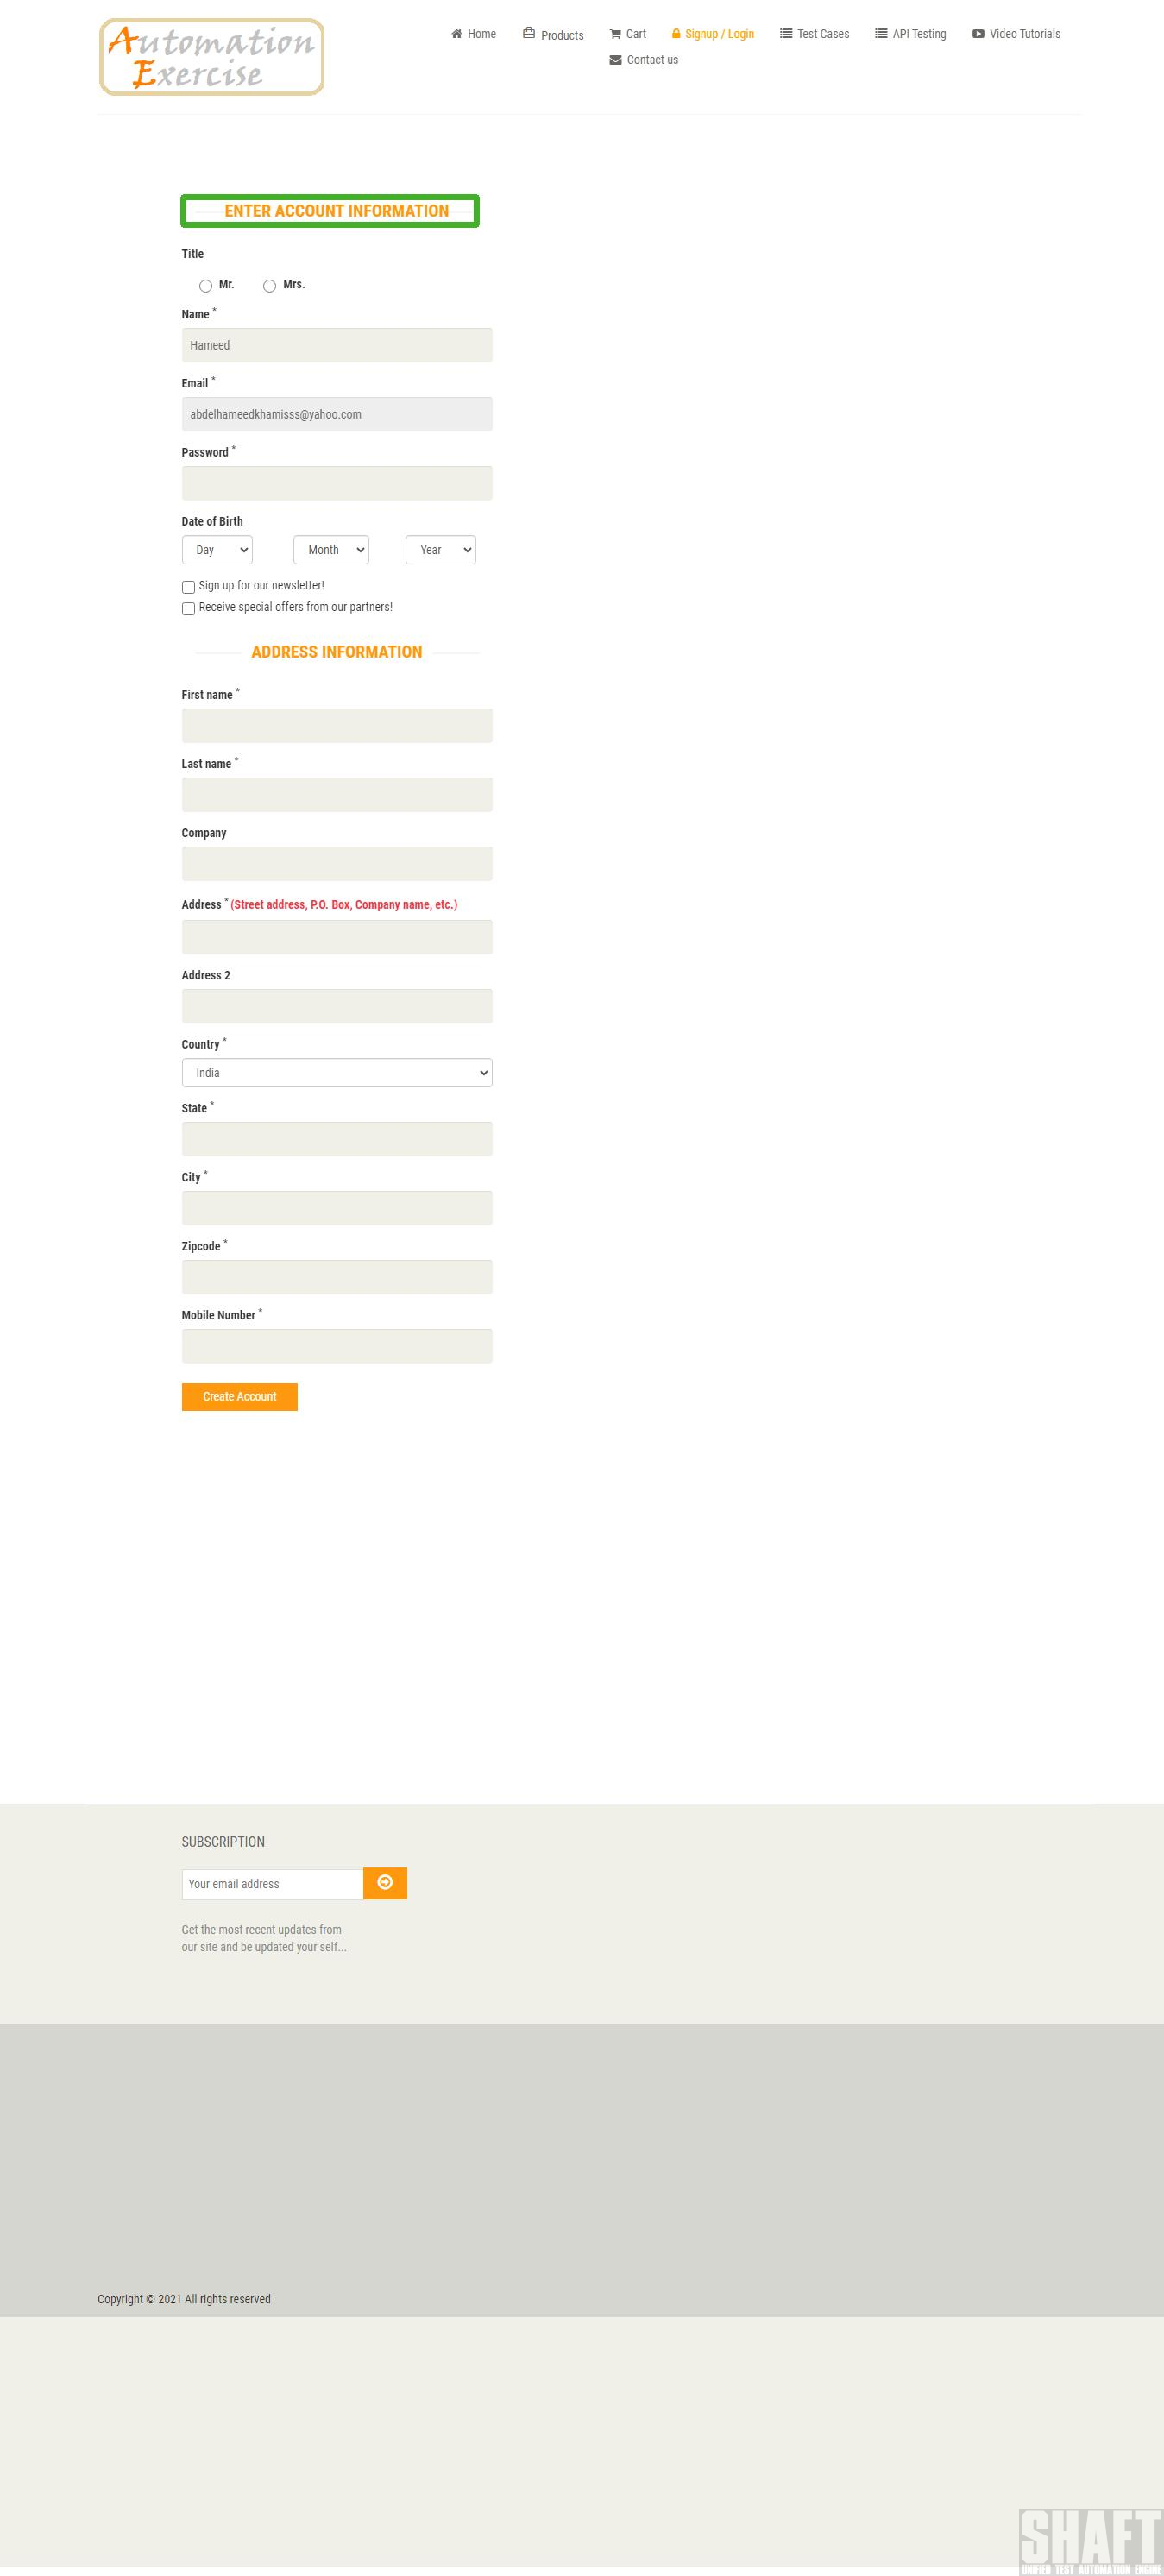 Automation
Exercise
Home
Products
Cart
Signup / Login
Test Cases
API Testing
Video Tutorials
Contact us
ENTER ACCOUNT INFORMATION
Title
Mr.
Mrs.
Name *
Hameed
Email *
abdelhameedkhamisss@yahoo.com
Password *
Date of Birth
Day
Month
Year
Sign up for our newsletter!
Receive special offers from our partners!
ADDRESS INFORMATION
First name *
Last name *
Company
Address * (Street address, P.O. Box, Company name, etc.)
Address 2
Country *
India
State *
City *
Zipcode *
Mobile Number *
Create Account
SUBSCRIPTION
Your email address
Get the most recent updates from
our site and be updated your self...
Copyright © 2021 All rights reserved
SHAFT
UNIFIED TEST AUTOMATION ENGINE